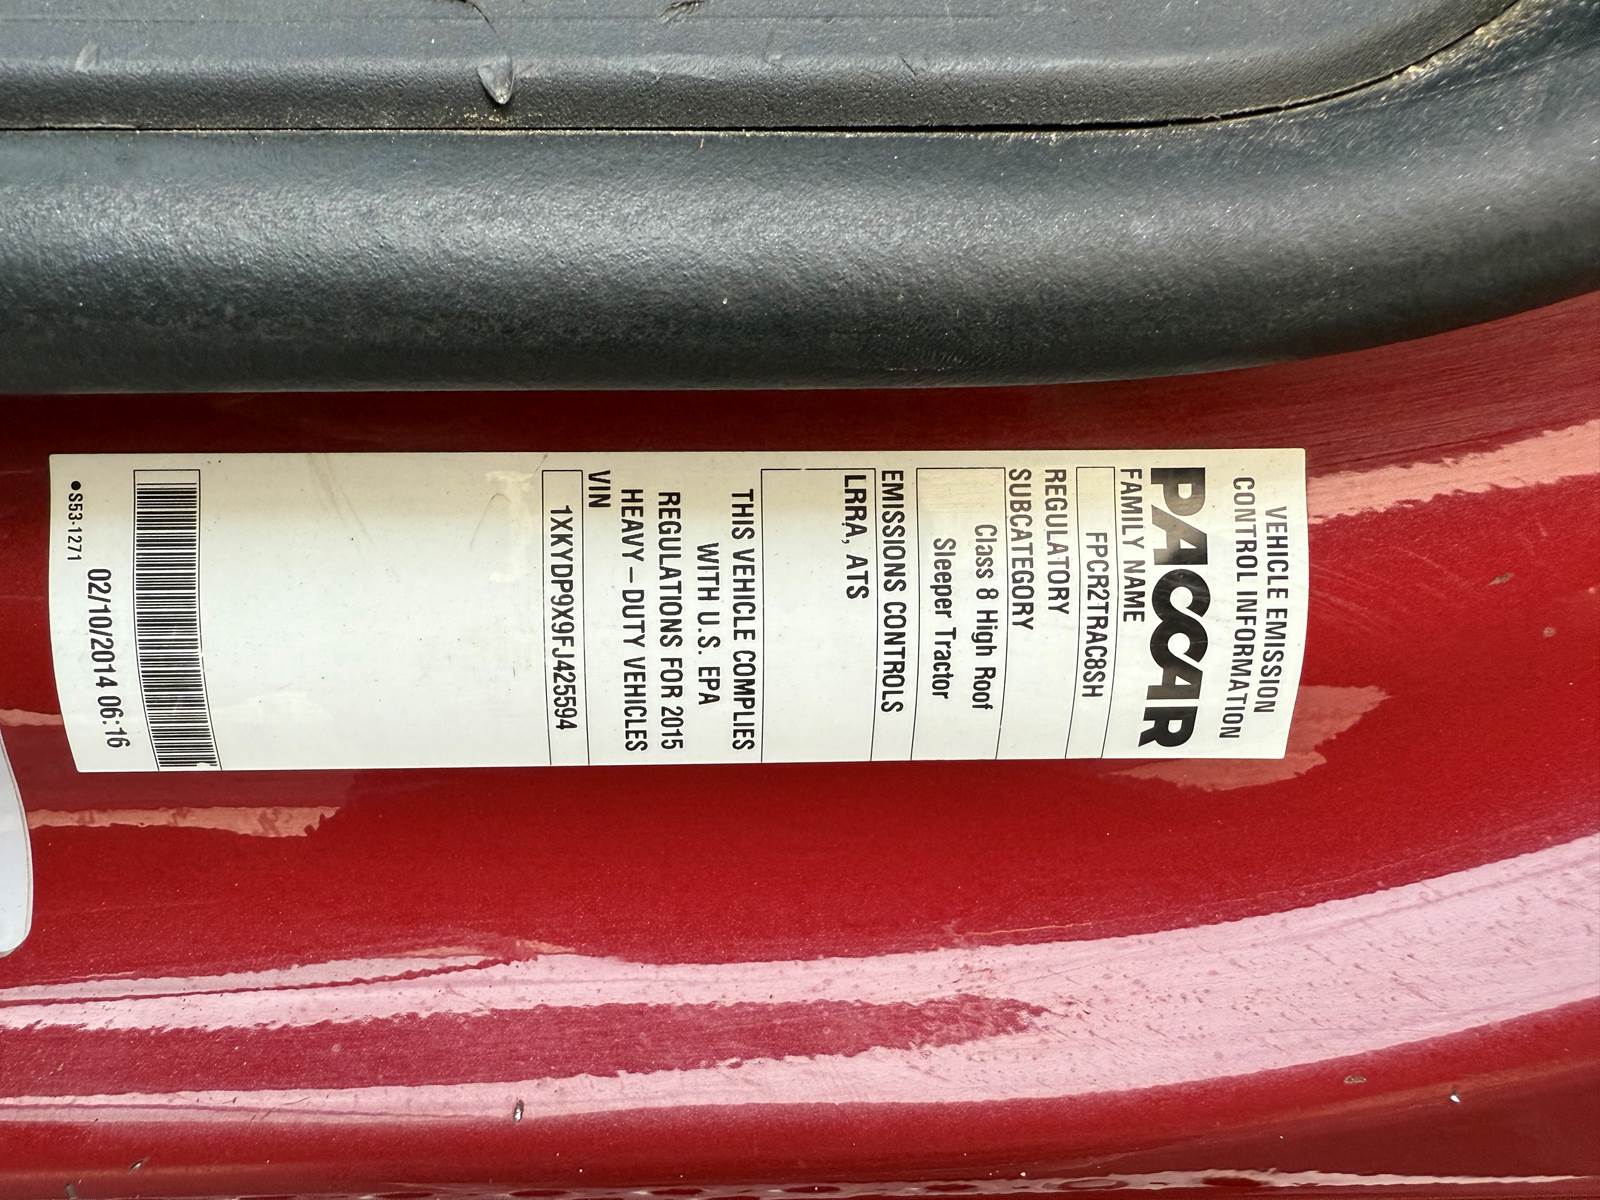 VEHICLE EMISSION
CONTROL INFORMATION
PACCAR
FAMILY NAME
FPCR2TRAC8SH
REGULATORY
SUBCATEGORY
Class 8 High Roof
Sleeper Tractor
EMISSIONS CONTROLS
LRRA, ATS
THIS VEHICLE COMPLIES
WITH U.S. EPA
REGULATIONS FOR 2015
HEAVY-DUTY VEHICLES
VIN
1XKYDP9X9FJ425594
02/10/2014 06:16
●S53-1271